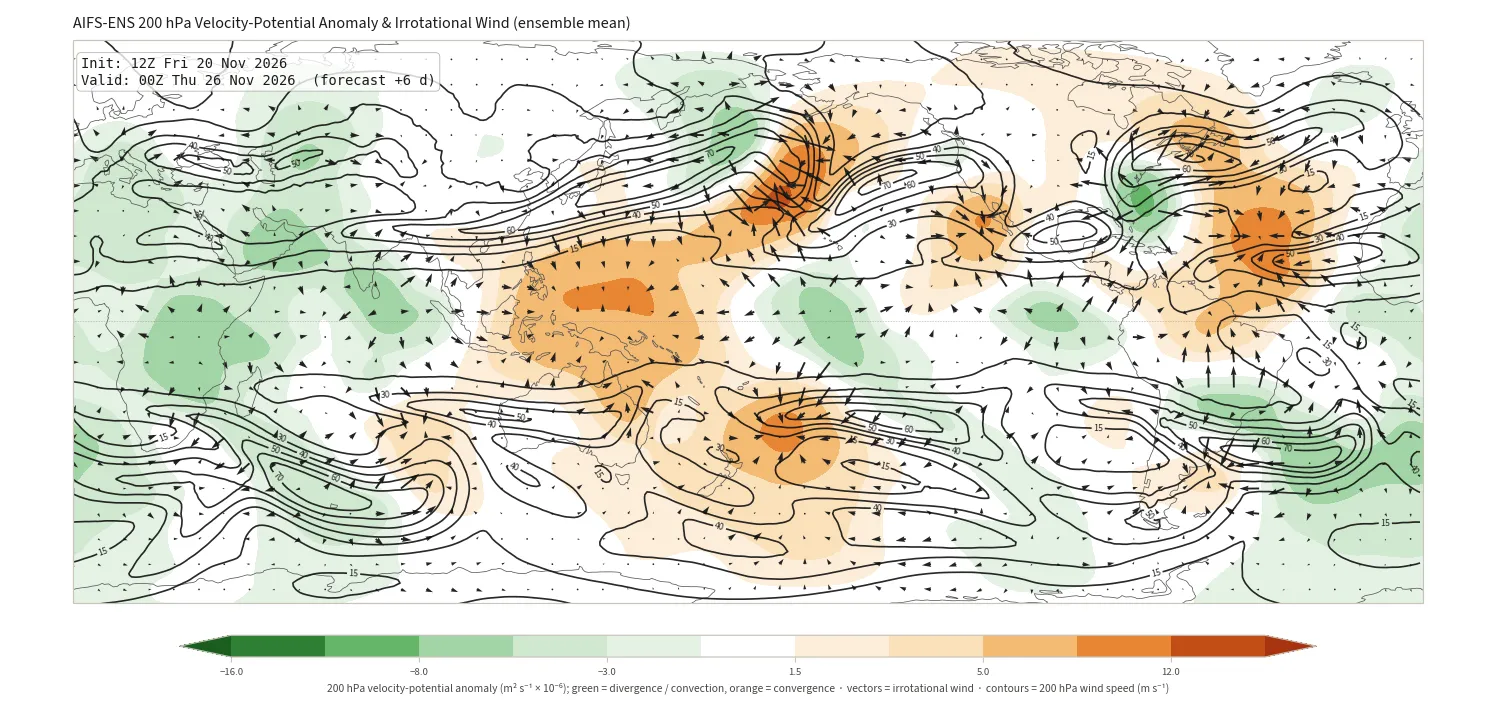 AIFS-ENS 200 hPa Velocity-Potential Anomaly & Irrotational Wind (ensemble mean)
Init: 12Z Fri 20 Nov 2026
Valid: 00Z Thu 26 Nov 2026 (forecast +6 d)
−16.0 −8.0 −3.0 1.5 5.0 12.0
200 hPa velocity-potential anomaly (m² s⁻¹ × 10⁻⁶); green = divergence / convection, orange = convergence · vectors = irrotational wind · contours = 200 hPa wind speed (m s⁻¹)